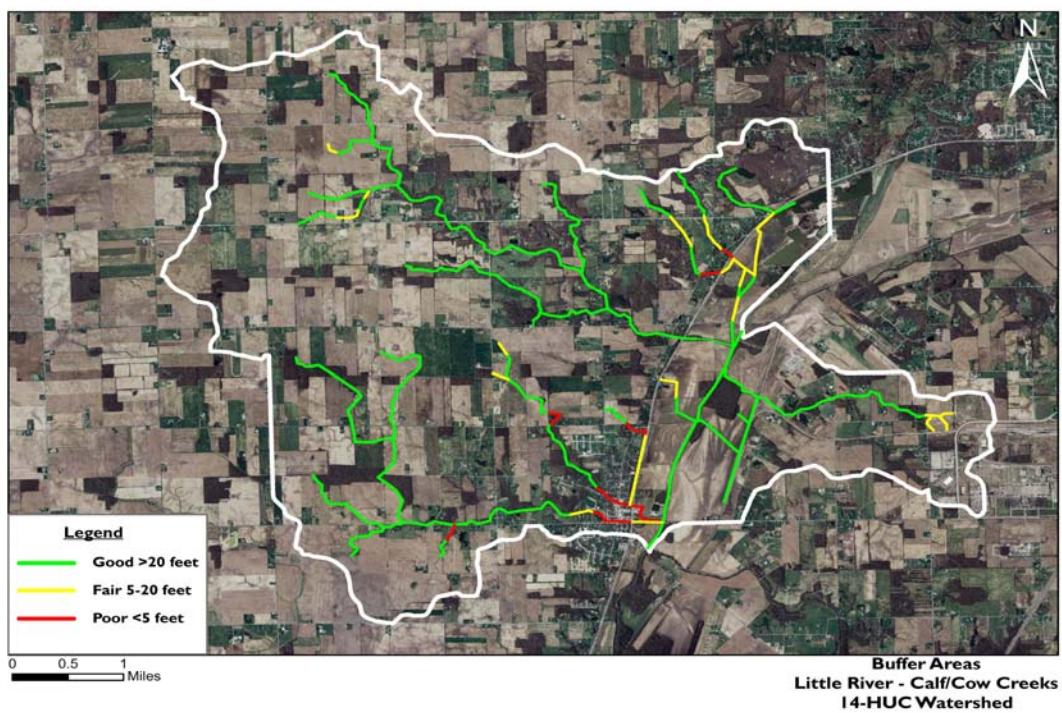 N
Legend
Good >20 feet
Fair 5-20 feet
Poor <5 feet
0 0.5 1
Miles
Buffer Areas
Little River - Calf/Cow Creeks
14-HUC Watershed